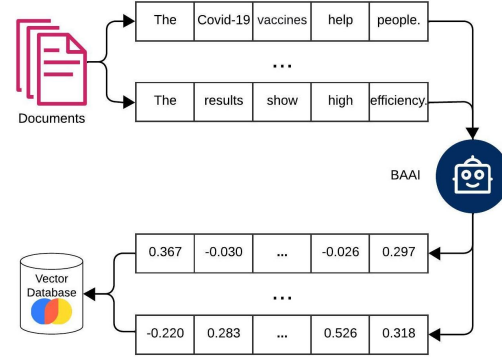 The Covid-19 vaccines help people.
...
Documents
The results show high efficiency.
BAAI
0.367 -0.030 ... -0.026 0.297
Vector
Database
...
-0.220 0.283 ... 0.526 0.318